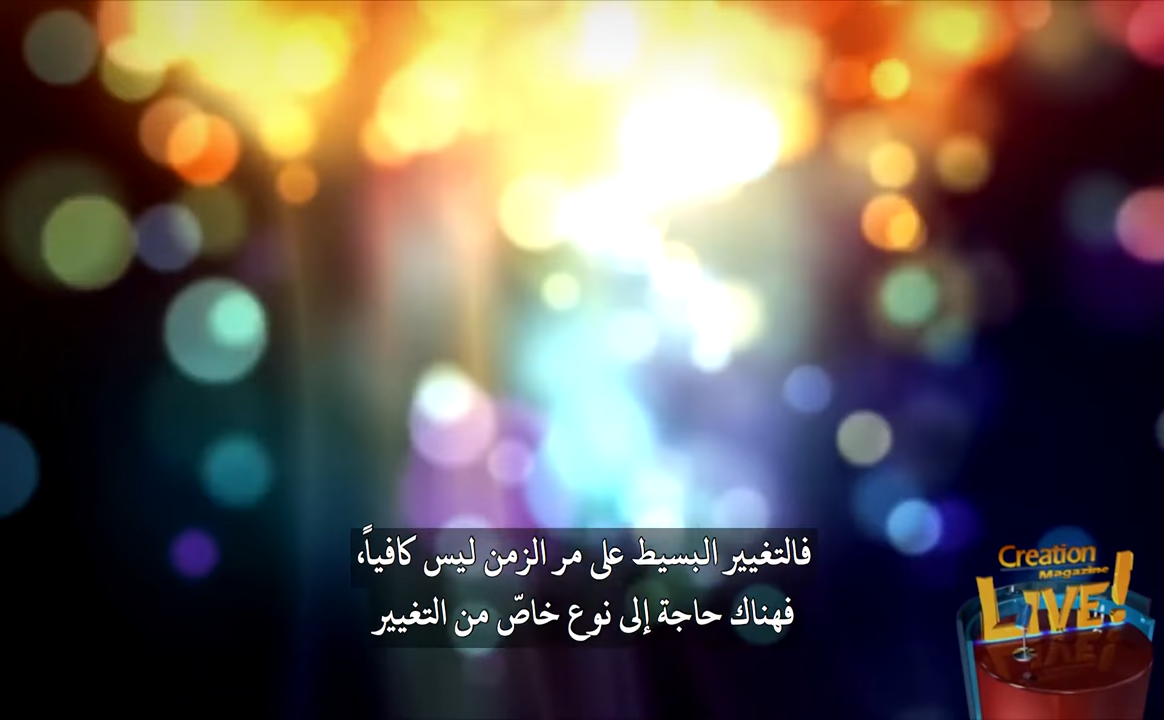 فالتغيير البسيط على مر الزمن ليس كافياً،
فهناك حاجة إلى نوع خاصّ من التغيير
Creation
Magazine
LIVE!